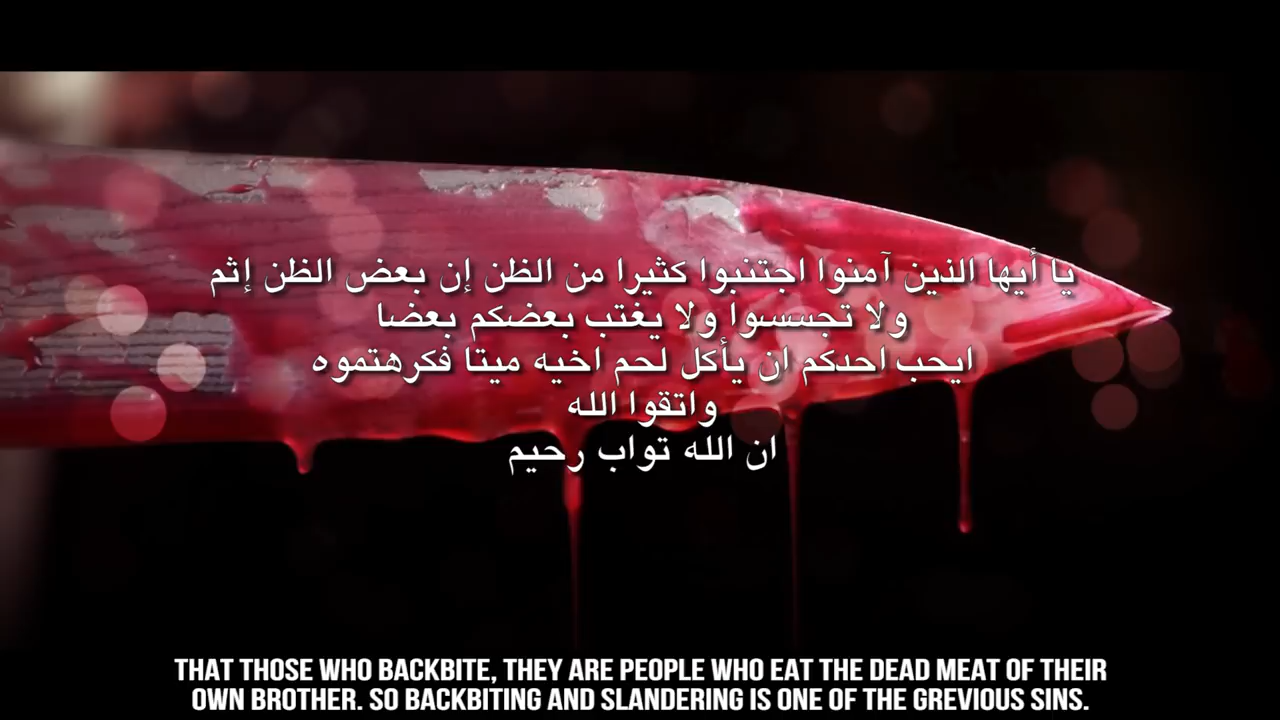 يا أيها الذين آمنوا اجتنبوا كثيرا من الظن إن بعض الظن إثم
ولا تجسسوا ولا يغتب بعضكم بعضا
ايحب احدكم ان يأكل لحم اخيه ميتا فكرهتموه
واتقوا الله
ان الله تواب رحيم
THAT THOSE WHO BACKBITE, THEY ARE PEOPLE WHO EAT THE DEAD MEAT OF THEIR
OWN BROTHER. SO BACKBITING AND SLANDERING IS ONE OF THE GREVIOUS SINS.